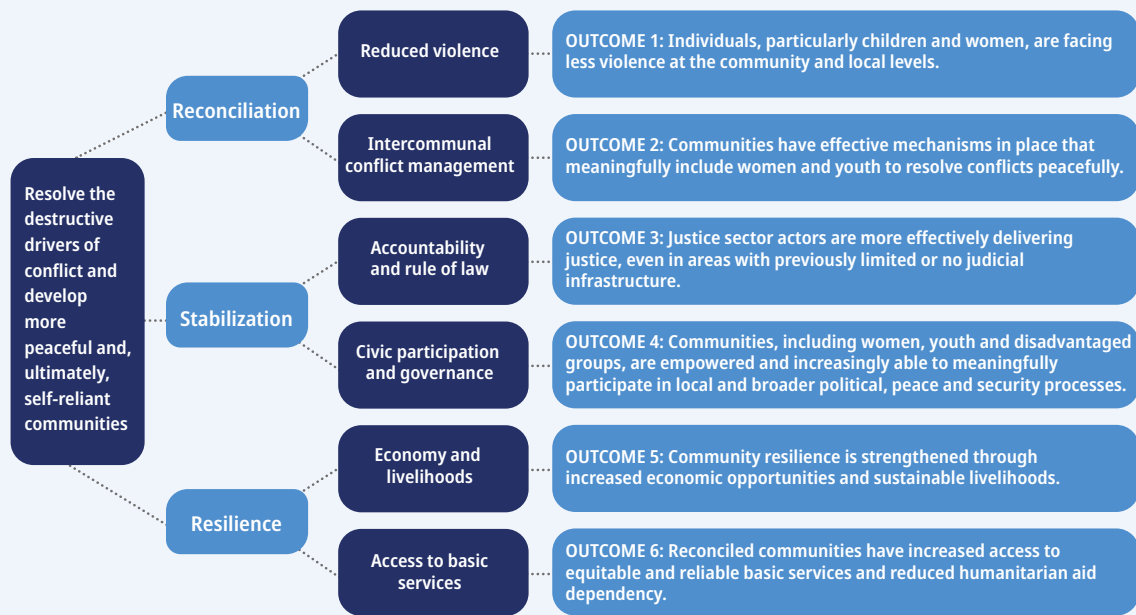 Resolve the
destructive
drivers of
conflict and
develop
more
peaceful and,
ultimately,
self-reliant
communities
Reconciliation
Reduced violence
OUTCOME 1: Individuals, particularly children and women, are facing
less violence at the community and local levels.
Intercommunal
conflict management
OUTCOME 2: Communities have effective mechanisms in place that
meaningfully include women and youth to resolve conflicts peacefully.
Stabilization
Accountability
and rule of law
OUTCOME 3: Justice sector actors are more effectively delivering
justice, even in areas with previously limited or no judicial
infrastructure.
Civic participation
and governance
OUTCOME 4: Communities, including women, youth and disadvantaged
groups, are empowered and increasingly able to meaningfully
participate in local and broader political, peace and security processes.
Resilience
Economy and
livelihoods
OUTCOME 5: Community resilience is strengthened through
increased economic opportunities and sustainable livelihoods.
Access to basic
services
OUTCOME 6: Reconciled communities have increased access to
equitable and reliable basic services and reduced humanitarian aid
dependency.